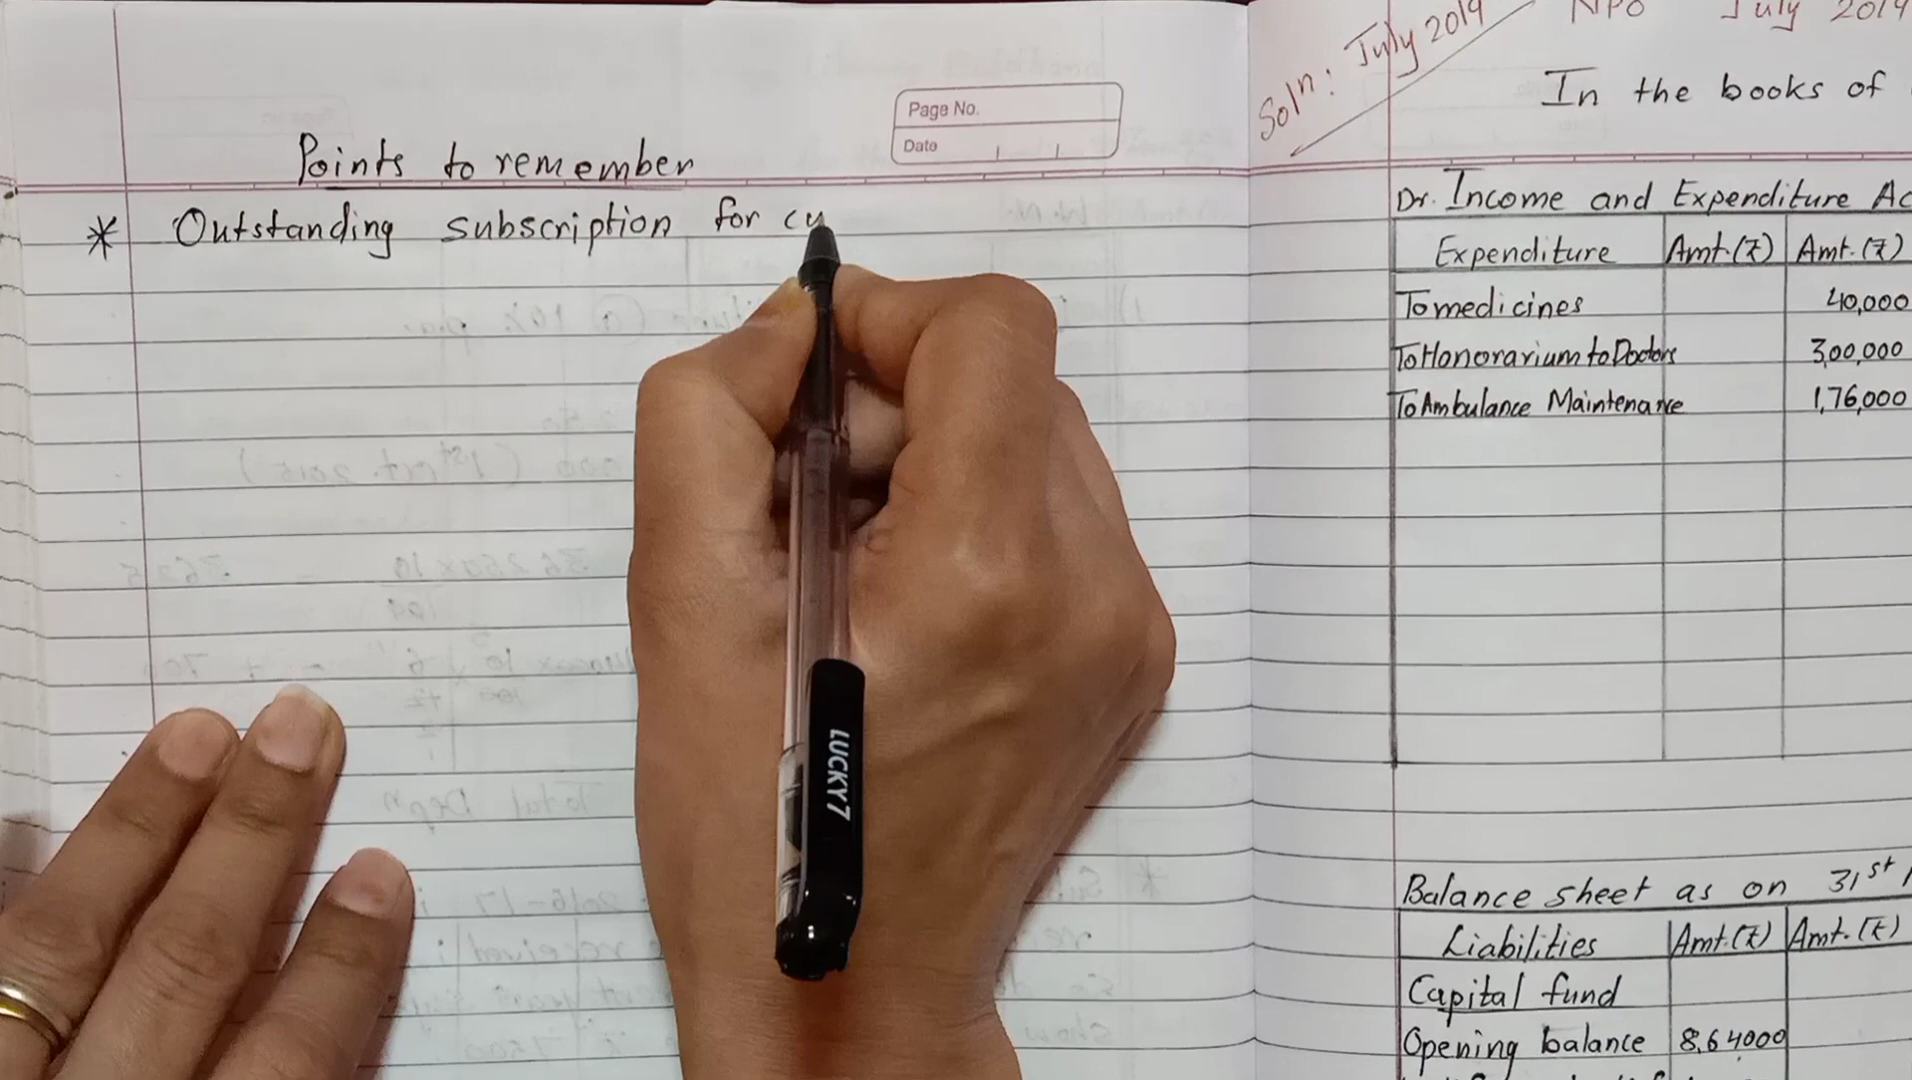 Page No.
Date
Points to remember
* Outstanding subscription for cu
LUCKY7
Soln: July 2019
NPO July 2019
In the books of
Dr. Income and Expenditure Ac
Expenditure Amt.(₹) Amt.(₹)
To medicines 40,000
To Honorarium to Doctors 3,00,000
To Ambulance Maintenance 1,76,000
Balance sheet as on 31st
Liabilities Amt.(₹) Amt.(₹)
Capital fund
Opening balance 8,64000